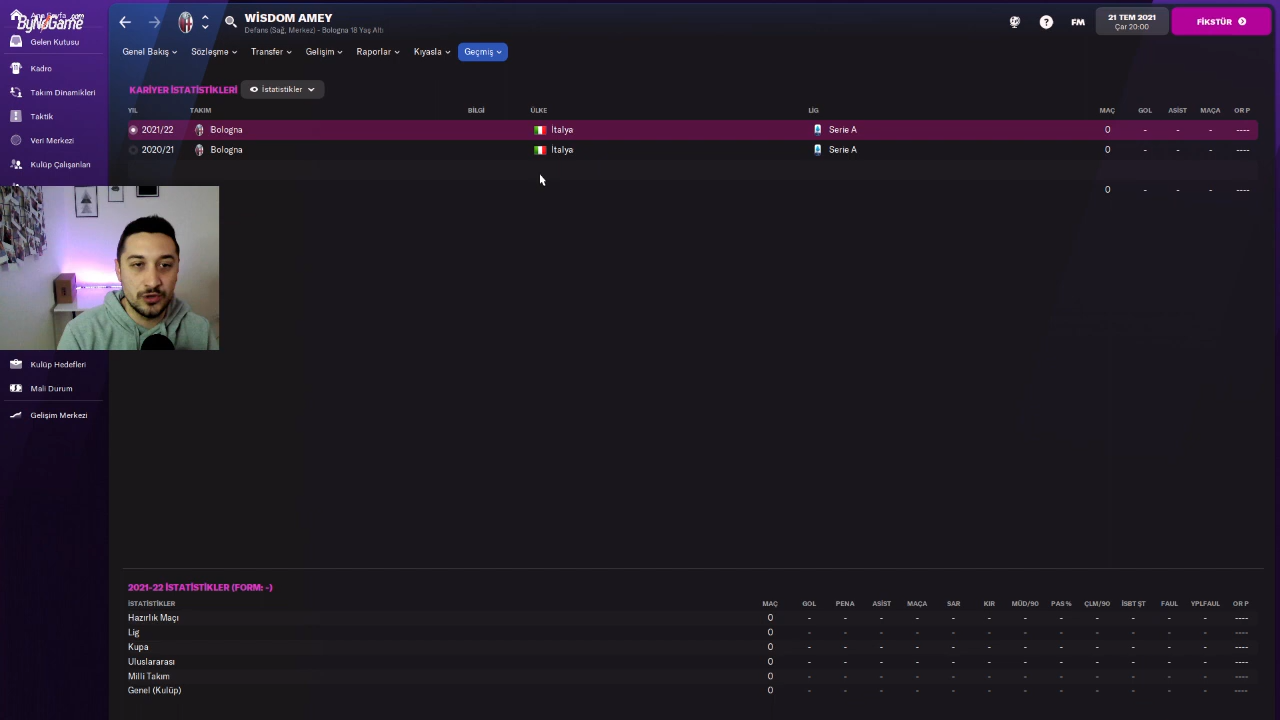 Ana Sayfa
ByNoGame.com
Gelen Kutusu
Kadro
Takım Dinamikleri
Taktik
Veri Merkezi
Kulüp Çalışanları
Kulüp Hedefleri
Mali Durum
Gelişim Merkezi
WİSDOM AMEY
Defans (Sağ, Merkez) - Bologna 18 Yaş Altı
FM
21 TEM 2021
Çar 20:00
FİKSTÜR
Genel Bakış Sözleşme Transfer Gelişim Raporlar Kıyasla Geçmiş
KARİYER İSTATİSTİKLERİ İstatistikler
YIL TAKIM BİLGİ ÜLKE LİG MAÇ GOL ASİST MAÇA OR P
2021/22 Bologna İtalya Serie A 0 - - - ----
2020/21 Bologna İtalya Serie A 0 - - - ----
0 - - - ----
2021-22 İSTATİSTİKLER (FORM: -)
İSTATİSTİKLER MAÇ GOL PENA ASİST MAÇA SAR KIR MÜD/90 PAS % ÇLM/90 İSBT ŞT FAUL YPLFAUL OR P
Hazırlık Maçı 0 - - - - - - - - - - - - ----
Lig 0 - - - - - - - - - - - - ----
Kupa 0 - - - - - - - - - - - - ----
Uluslararası 0 - - - - - - - - - - - - ----
Milli Takım 0 - - - - - - - - - - - - ----
Genel (Kulüp) 0 - - - - - - - - - - - - ----